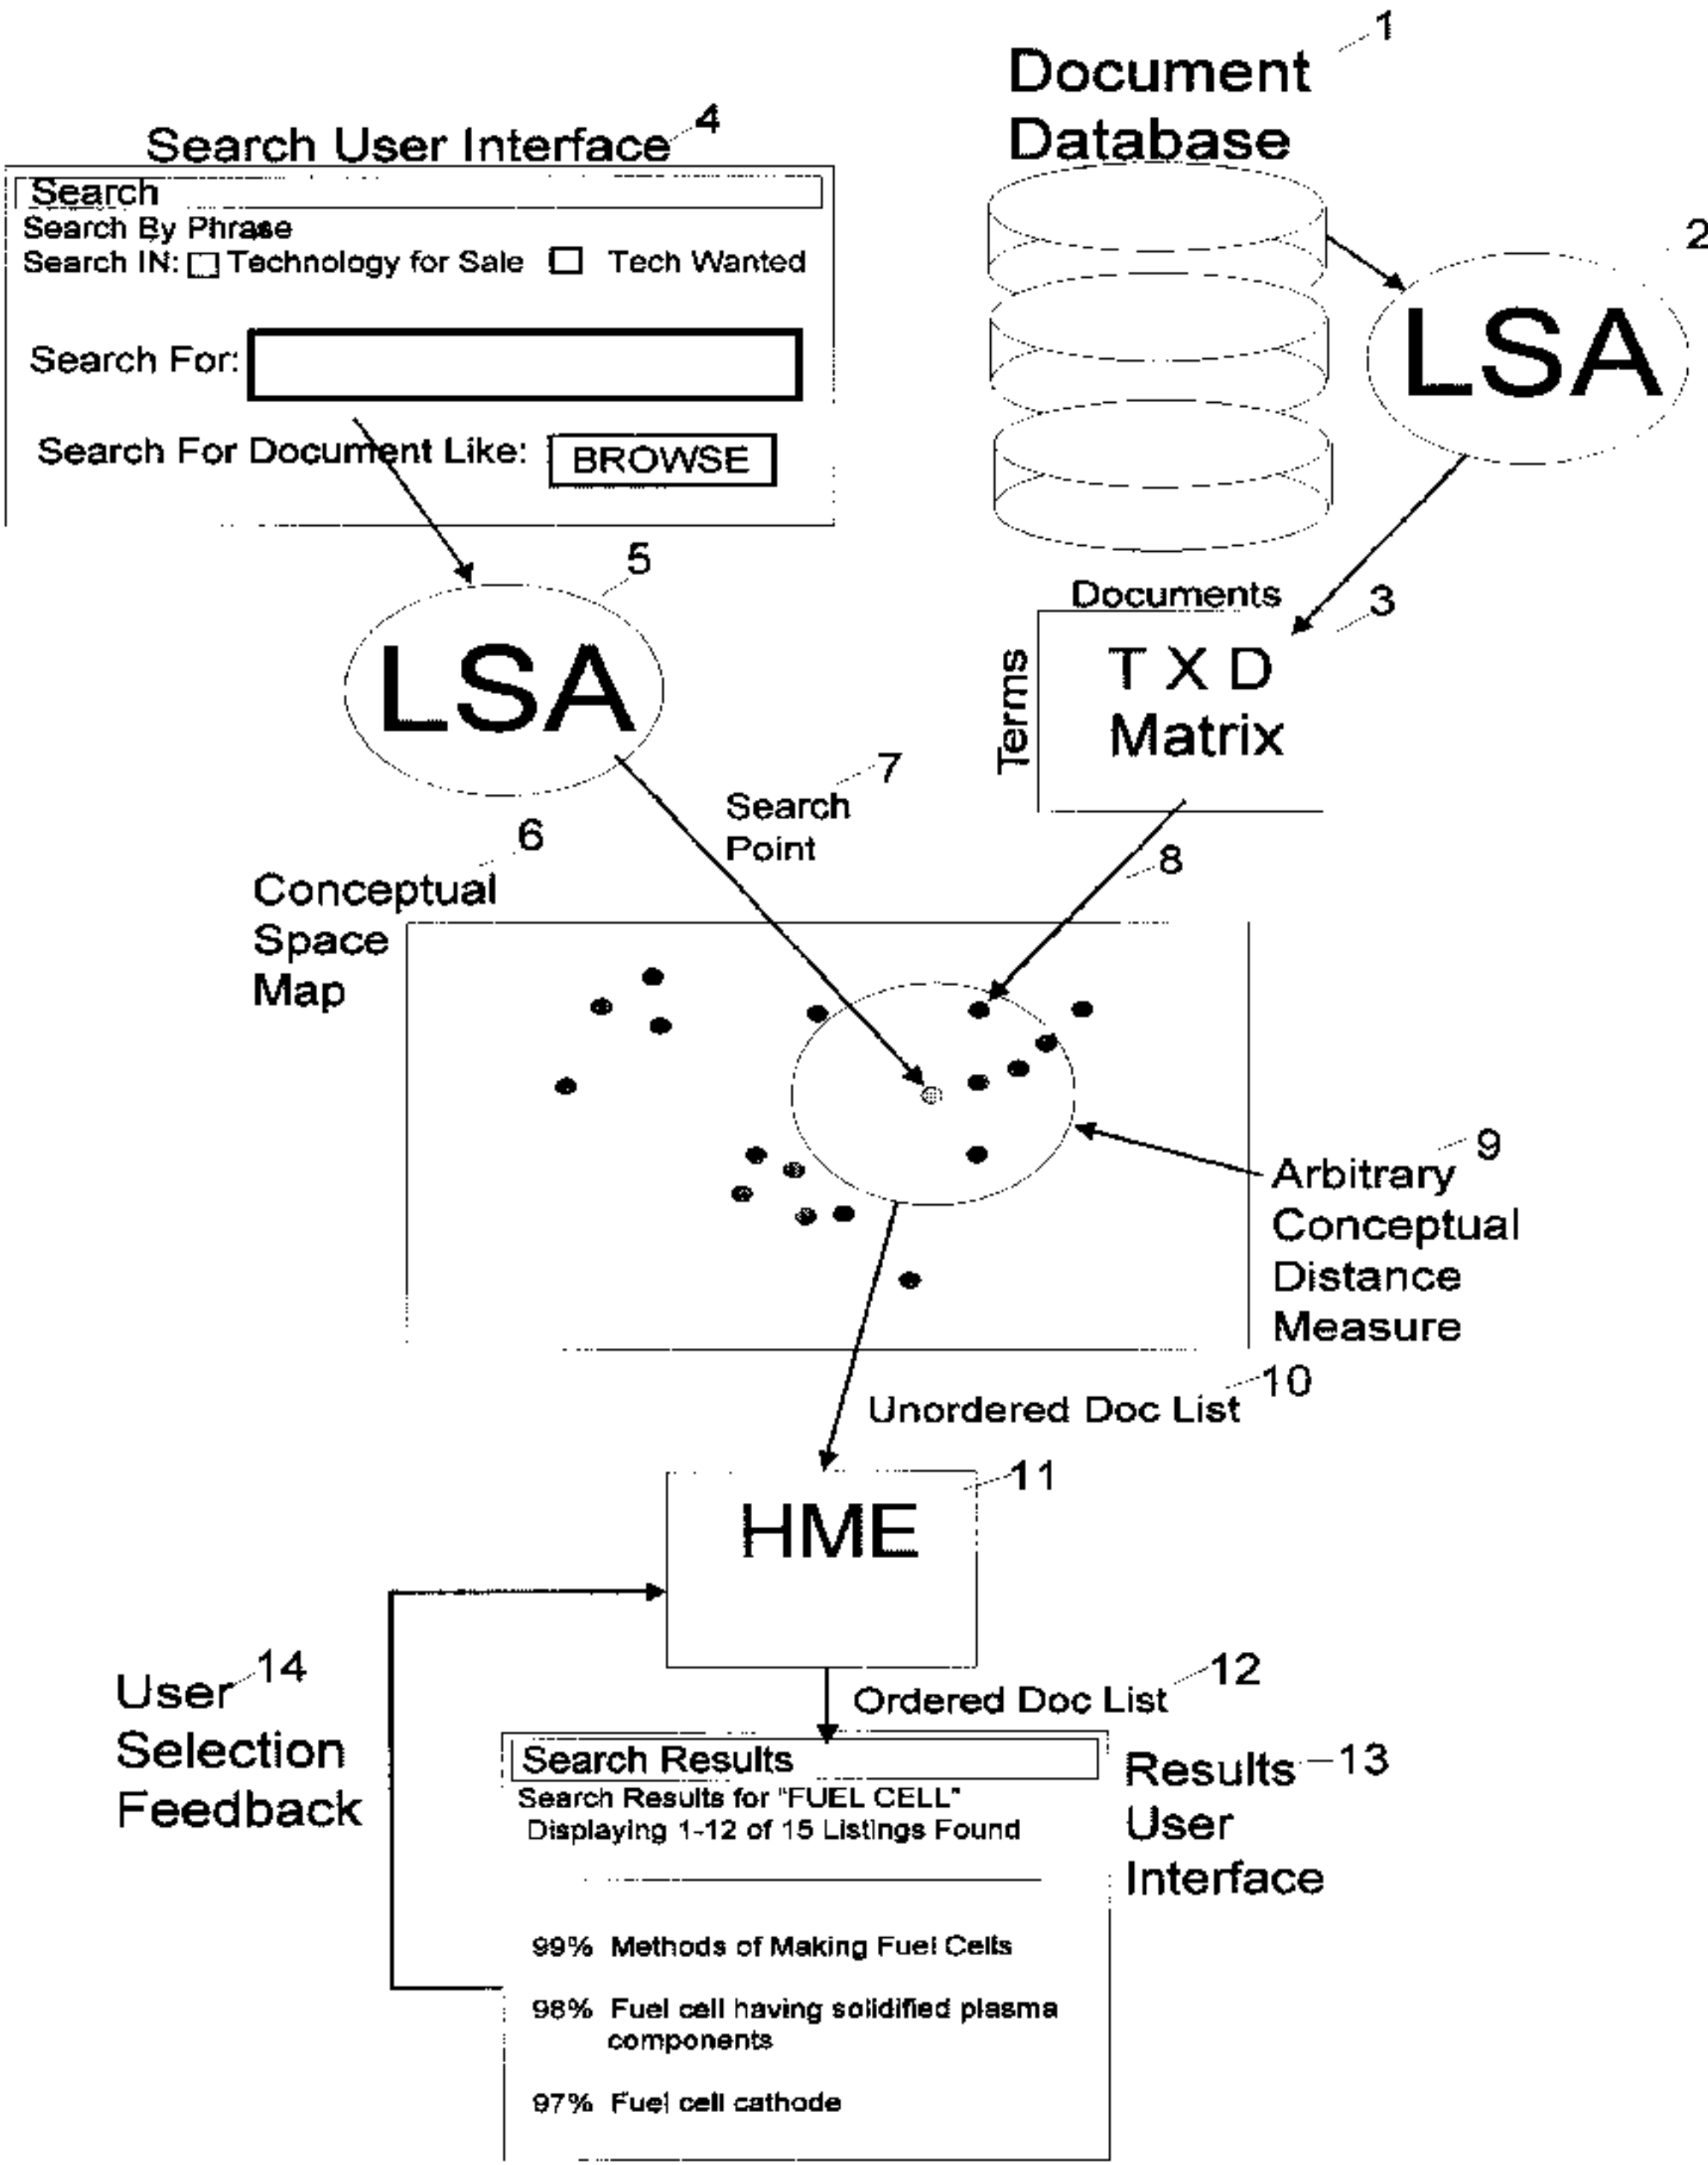 1
Document
Database
4
Search User Interface
Search
Search By Phrase
Search IN: Technology for Sale Tech Wanted
Search For:
Search For Document Like: BROWSE
2
LSA
5
LSA
Documents
3
Terms
T X D
Matrix
7
Search
Point
8
6
Conceptual
Space
Map
9
Arbitrary
Conceptual
Distance
Measure
10
Unordered Doc List
11
HME
14
User
Selection
Feedback
12
Ordered Doc List
Search Results
Search Results for "FUEL CELL"
Displaying 1-12 of 15 Listings Found
13
Results
User
Interface
99% Methods of Making Fuel Cells
98% Fuel cell having solidified plasma
components
97% Fuel cell cathode